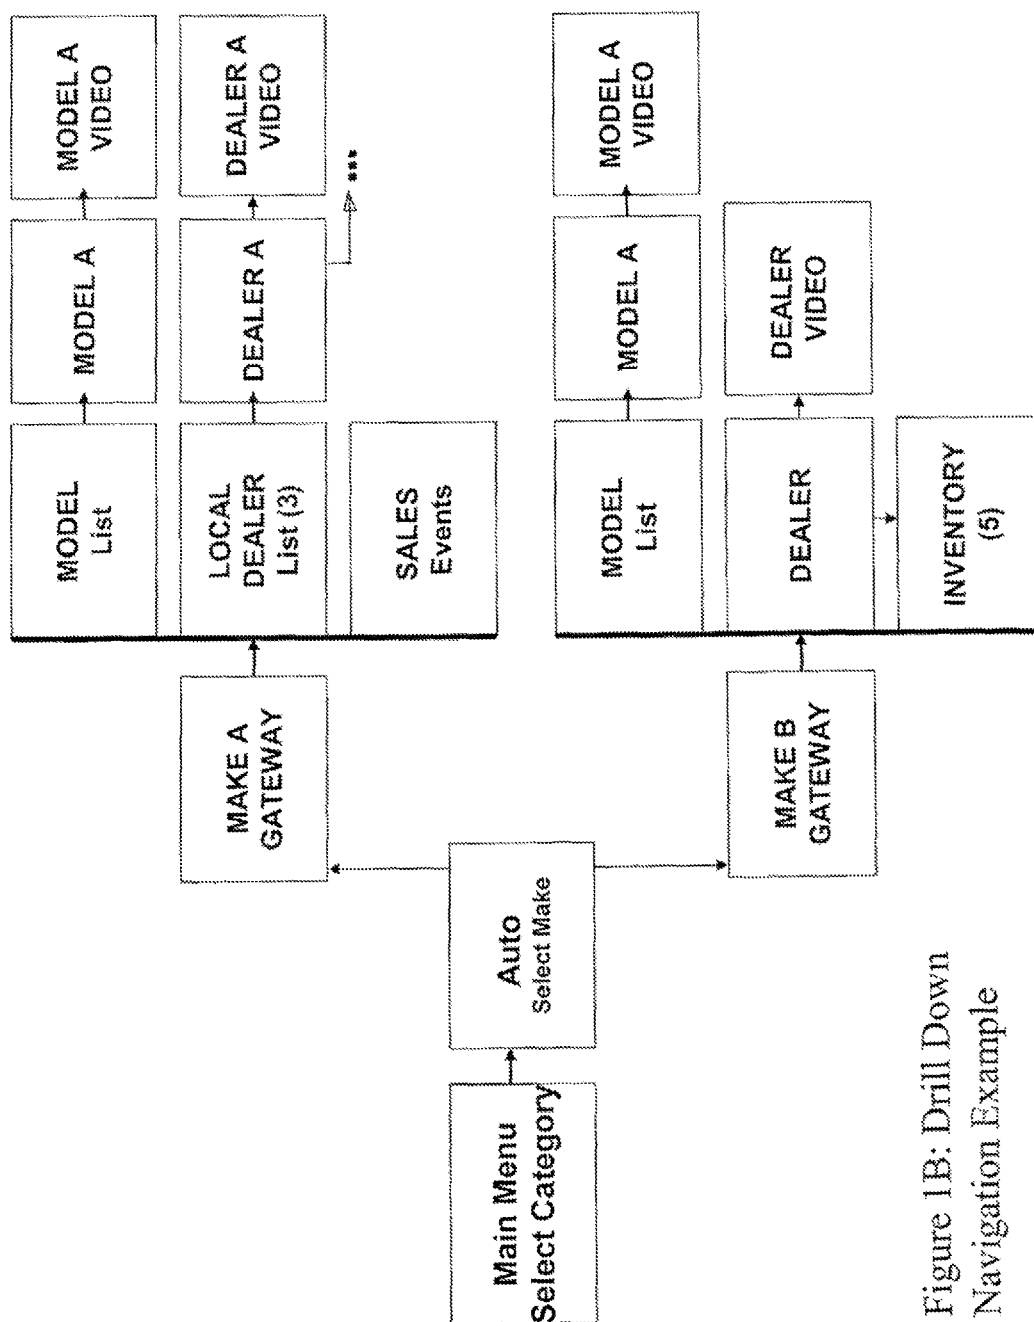 Main Menu
Select Category
Auto
Select Make
MAKE A
GATEWAY
MODEL
List
MODEL A
MODEL A
VIDEO
LOCAL
DEALER
List (3)
DEALER A
DEALER A
VIDEO
***
SALES
Events
MAKE B
GATEWAY
MODEL
List
MODEL A
MODEL A
VIDEO
DEALER
DEALER
VIDEO
INVENTORY
(5)
Figure 1B: Drill Down
Navigation Example